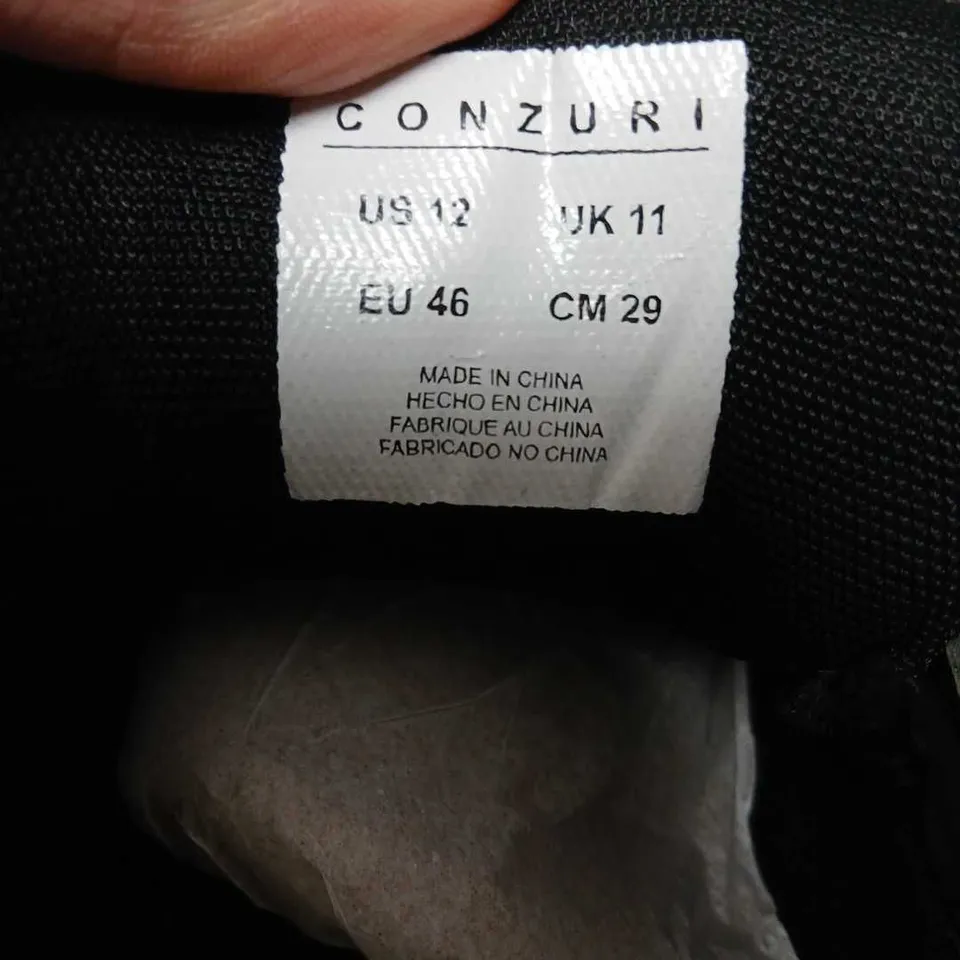 CONZURI
US 12 UK 11
EU 46 CM 29
MADE IN CHINA
HECHO EN CHINA
FABRIQUE AU CHINA
FABRICADO NO CHINA